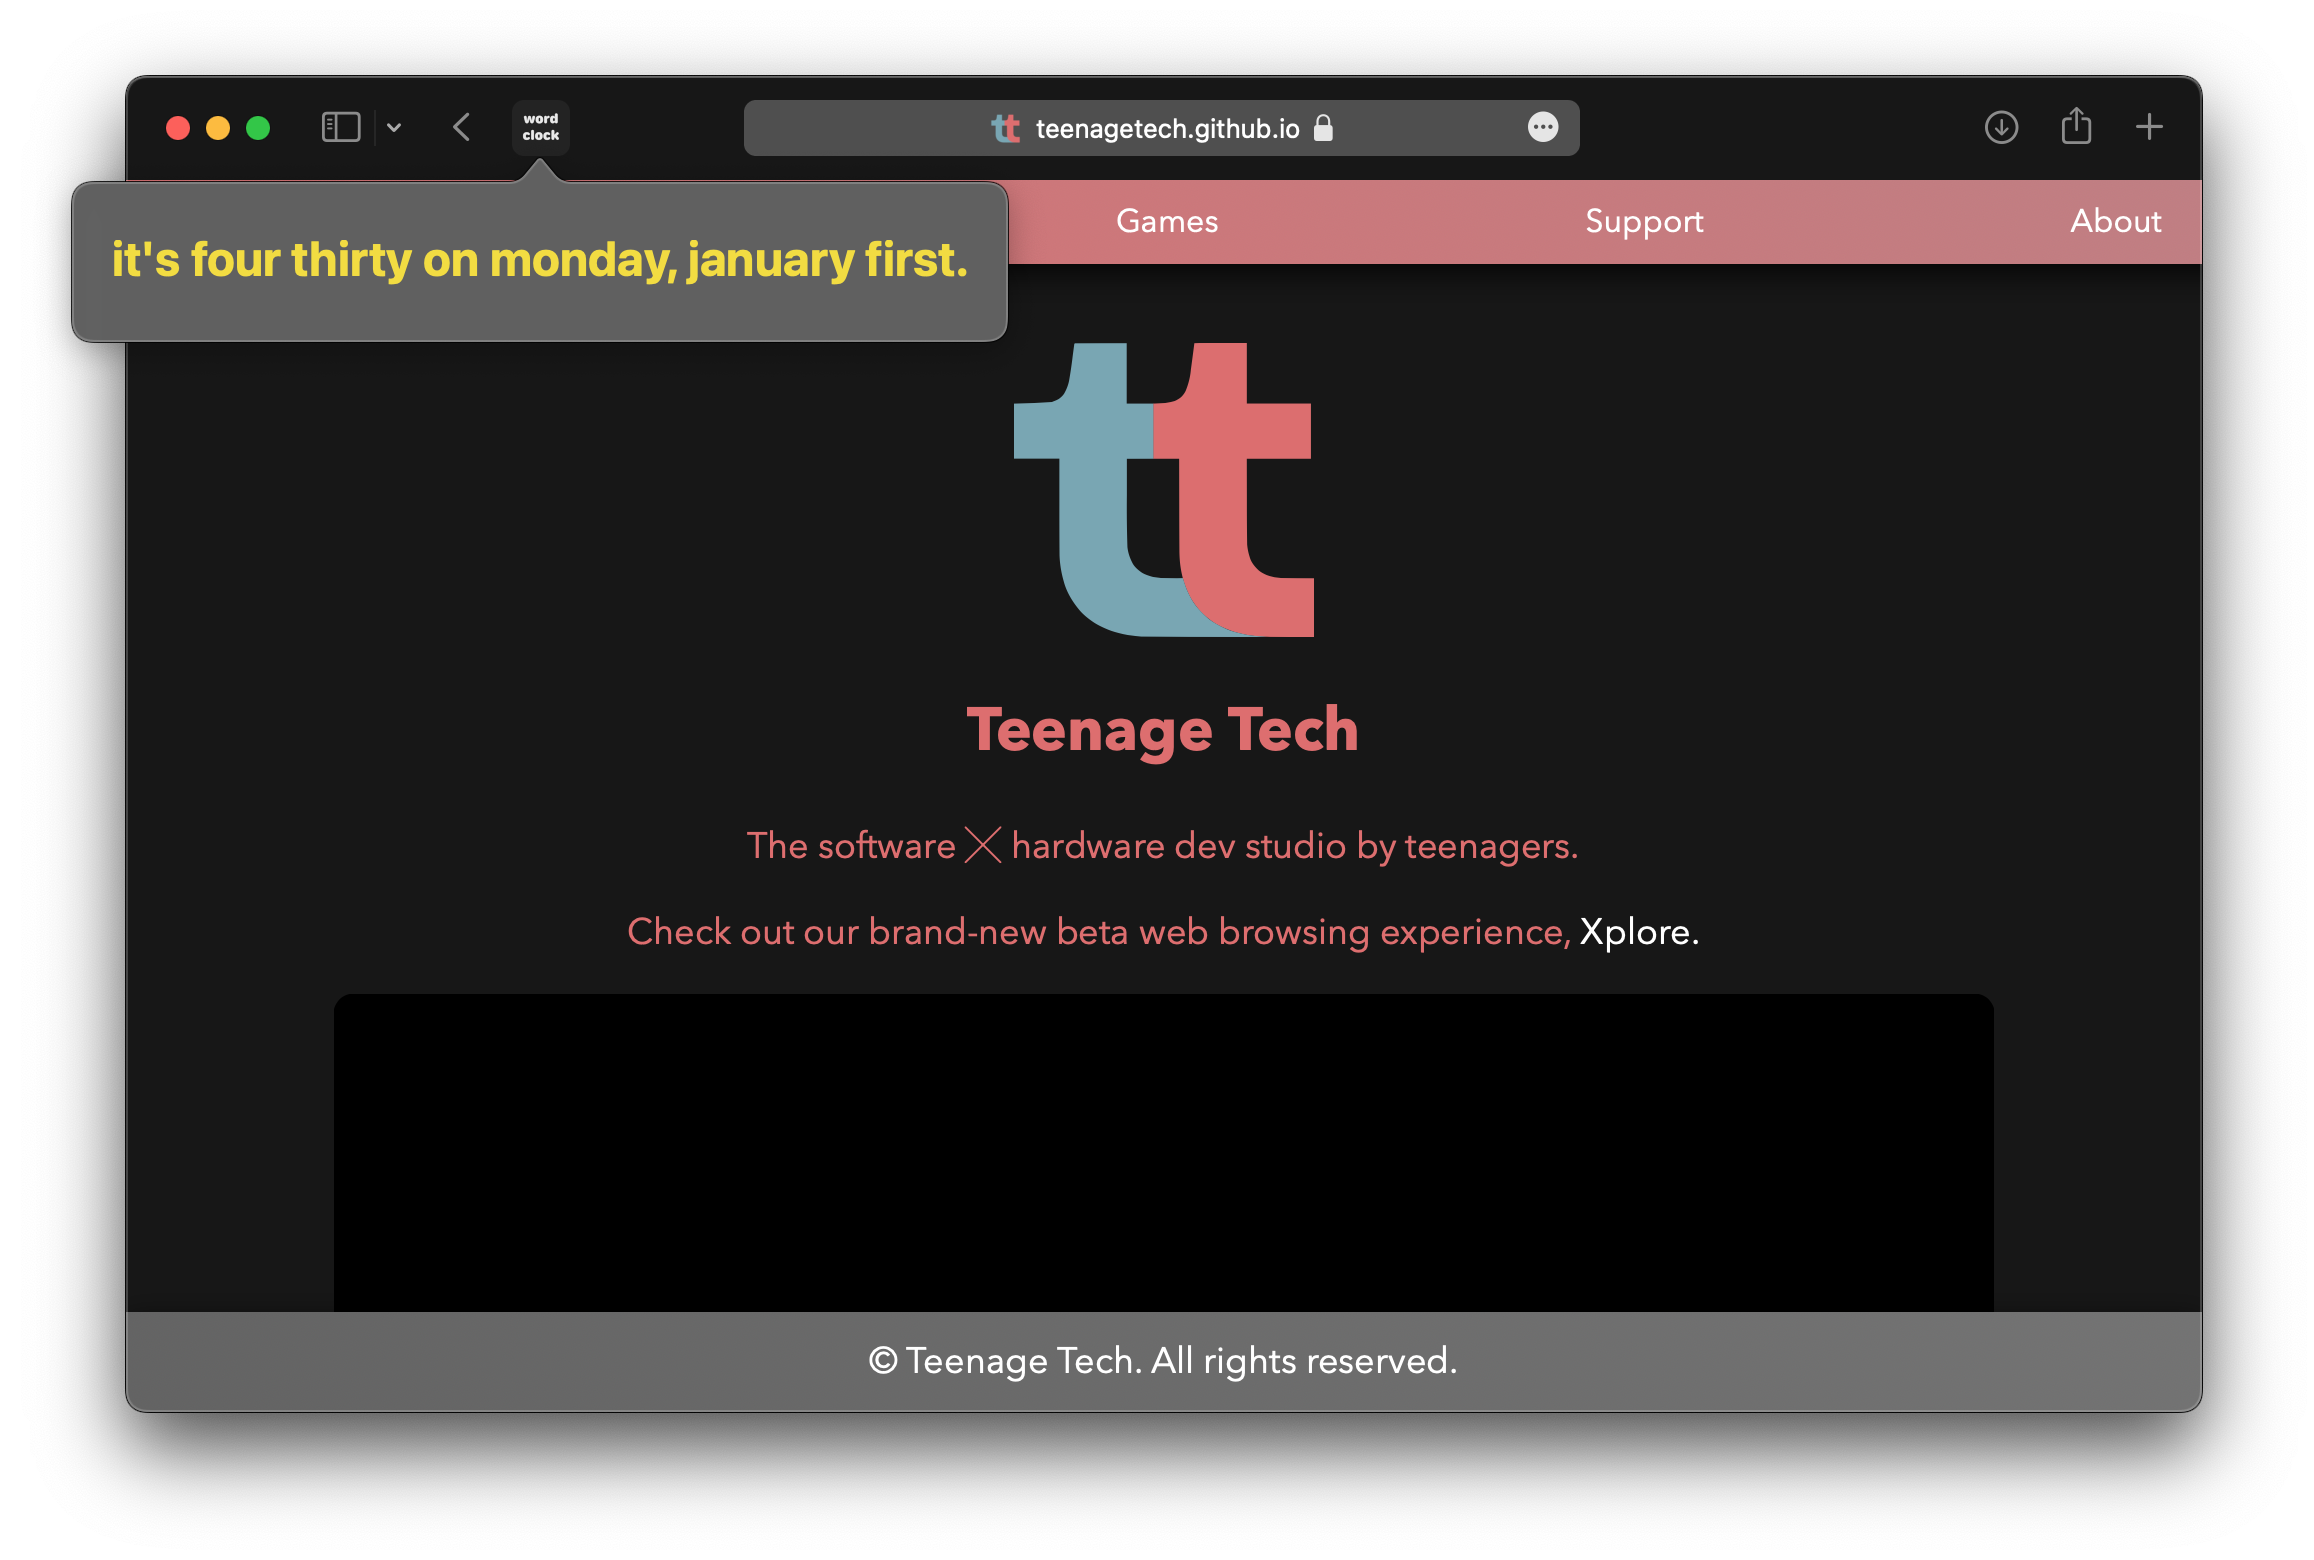 word
clock
teenagetech.github.io
it's four thirty on monday, january first.
Games
Support
About
tt
Teenage Tech
The software X hardware dev studio by teenagers.
Check out our brand-new beta web browsing experience, Xplore.
© Teenage Tech. All rights reserved.